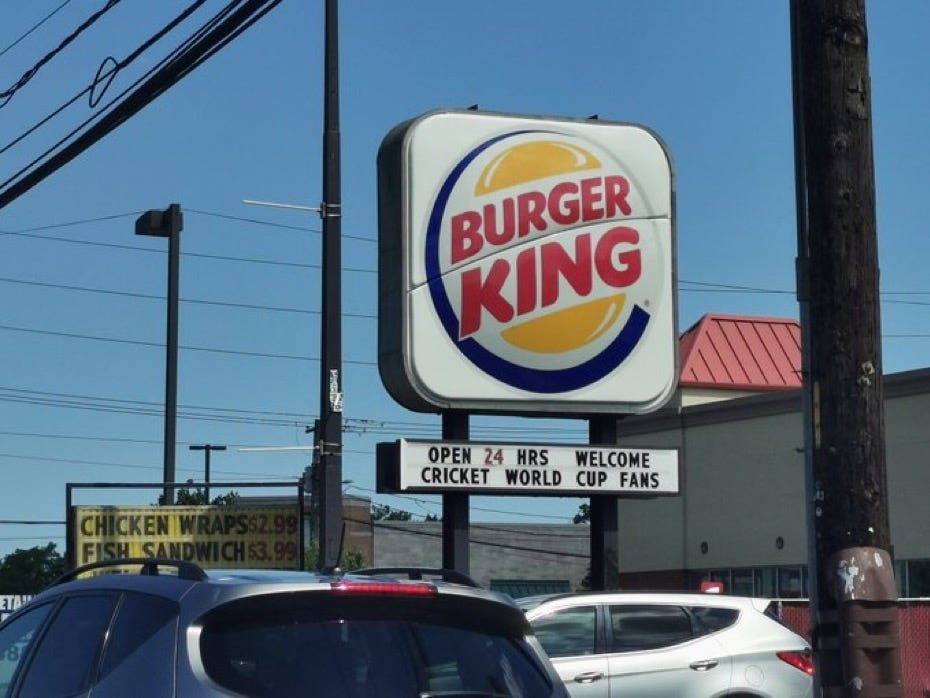 BURGER
KING
®
OPEN 24 HRS WELCOME
CRICKET WORLD CUP FANS
CHICKEN WRAPS $2.99
FISH SANDWICH $3.99